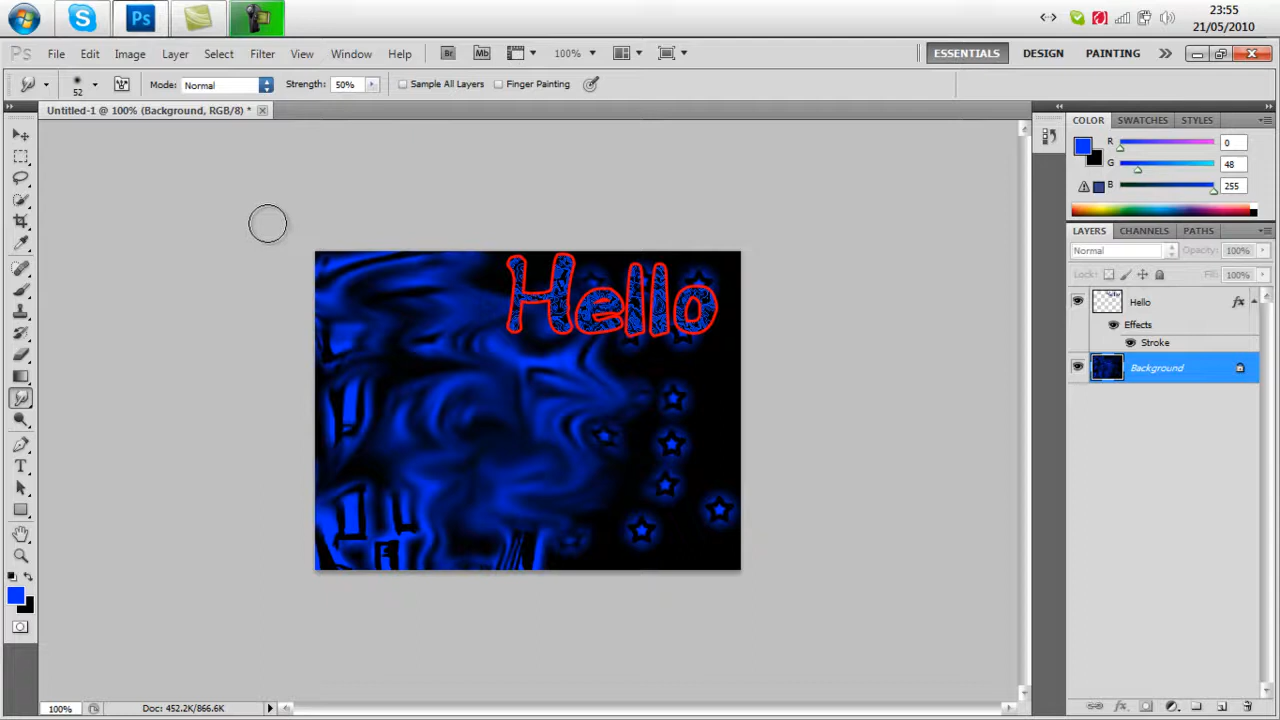 23:55
21/05/2010
Ps File Edit Image Layer Select Filter View Window Help Br Mb 100% ESSENTIALS DESIGN PAINTING
52 Mode: Normal Strength: 50% Sample All Layers Finger Painting
Untitled-1 @ 100% (Background, RGB/8) *
COLOR SWATCHES STYLES
R 0
G 48
B 255
LAYERS CHANNELS PATHS
Normal Opacity: 100%
Lock: Fill: 100%
Hello fx
Effects
Stroke
Background
Hello
100% Doc: 452.2K/866.6K